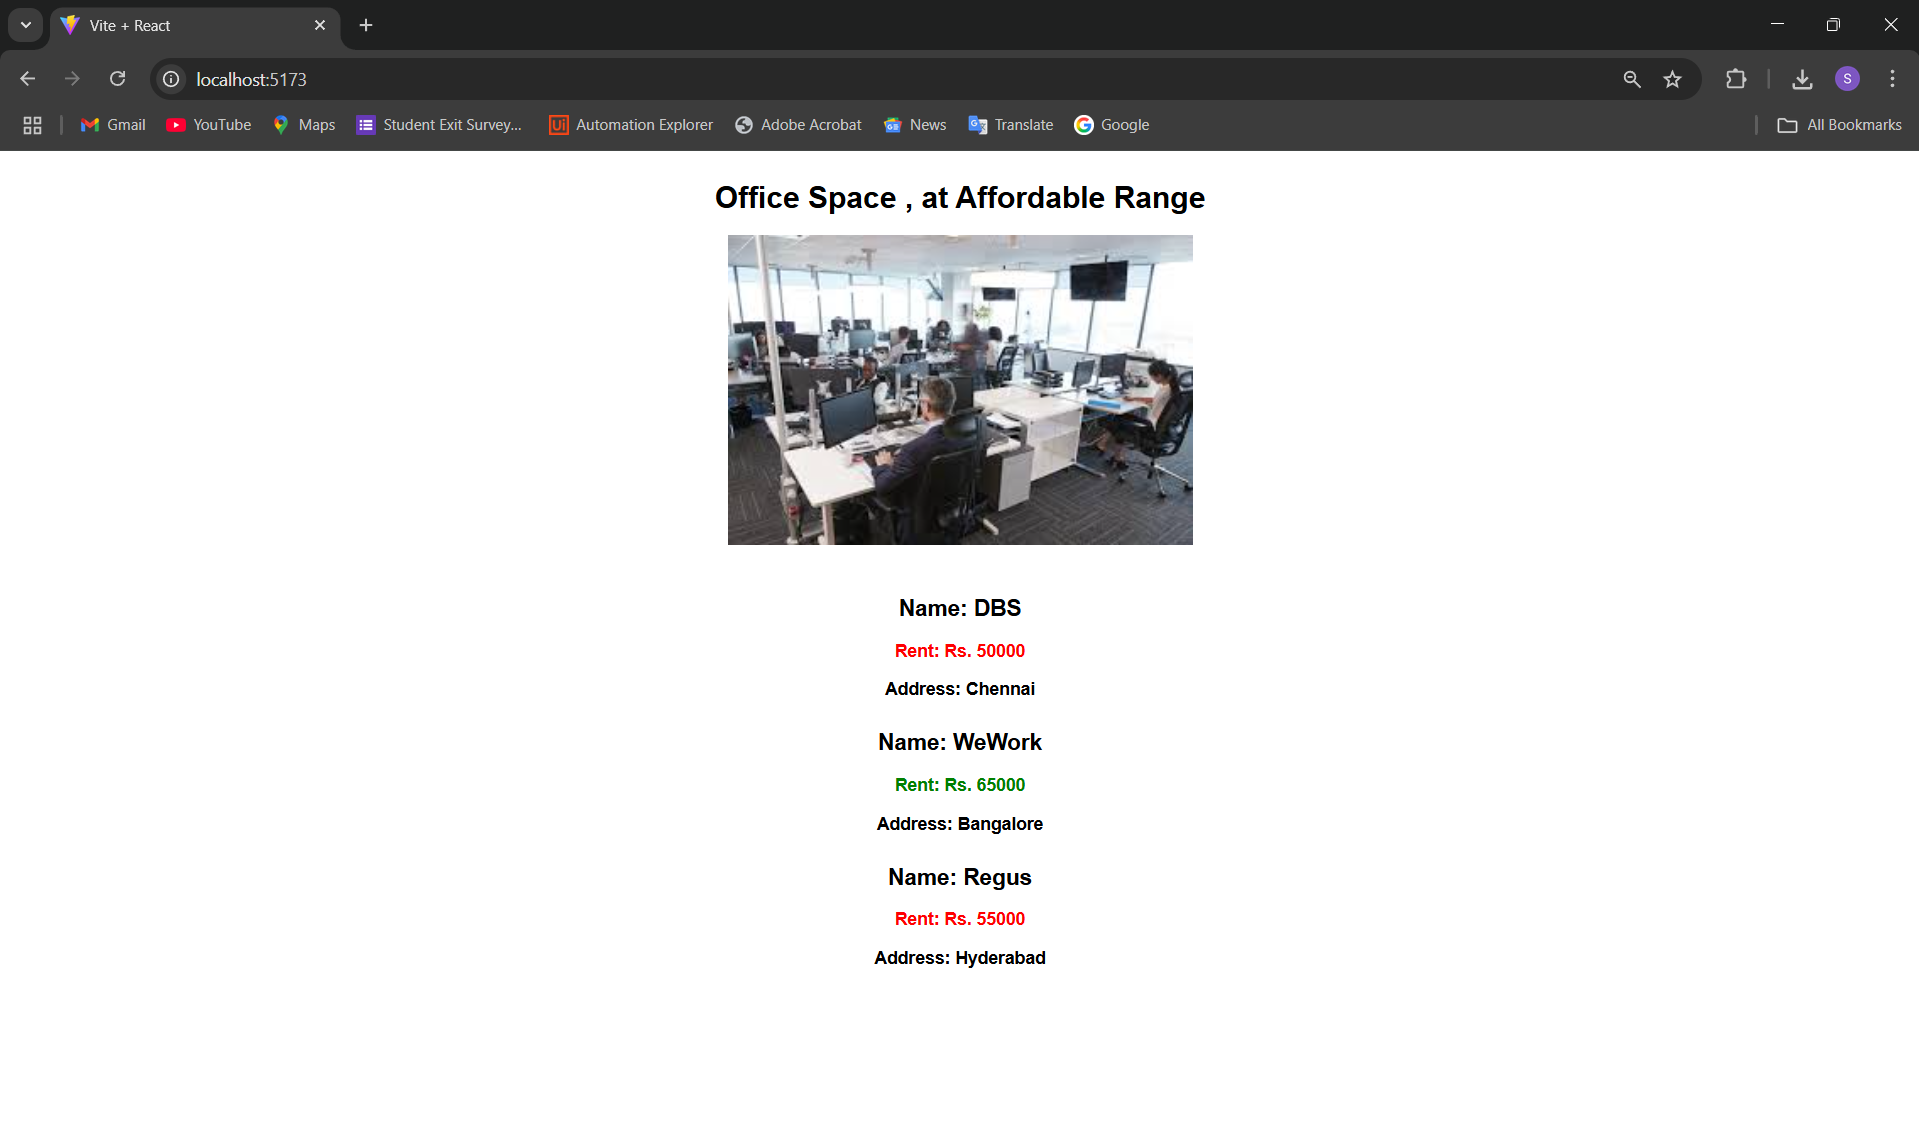 Vite + React
localhost:5173
S
Gmail YouTube Maps Student Exit Survey... Ui Automation Explorer Adobe Acrobat News Translate Google All Bookmarks
Office Space , at Affordable Range
Name: DBS
Rent: Rs. 50000
Address: Chennai
Name: WeWork
Rent: Rs. 65000
Address: Bangalore
Name: Regus
Rent: Rs. 55000
Address: Hyderabad